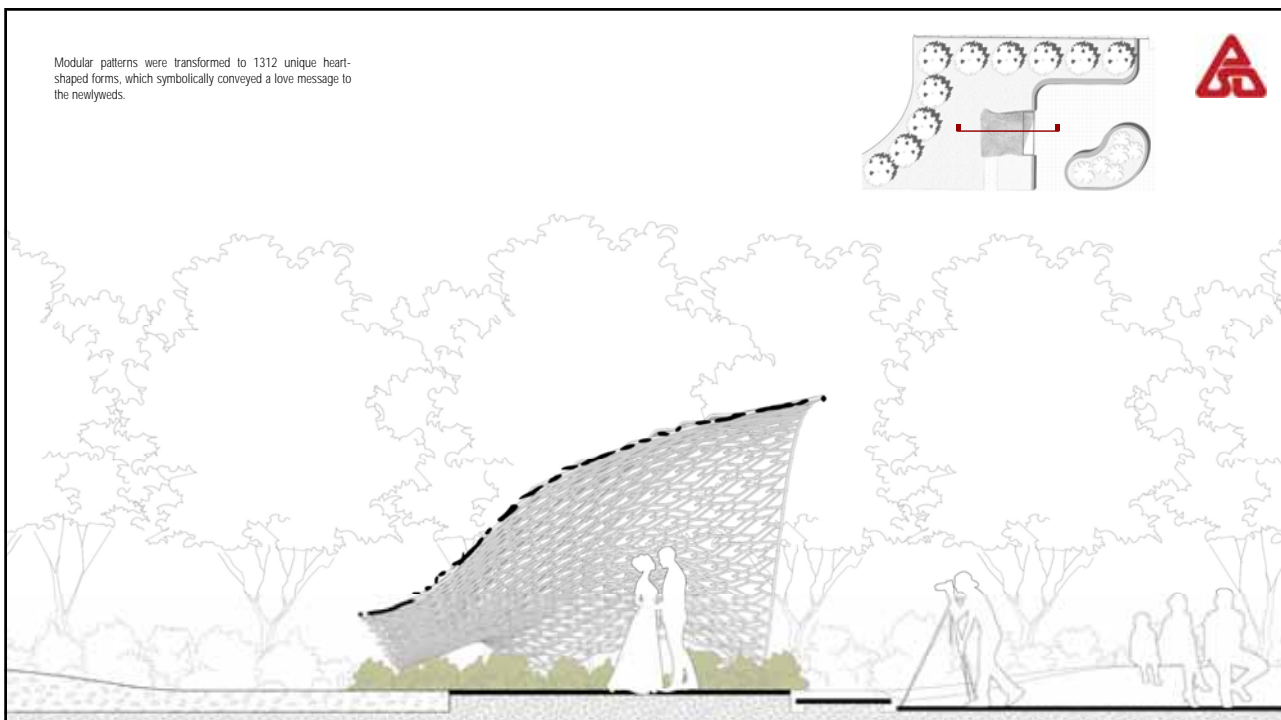 Modular patterns were transformed to 1312 unique heart-
shaped forms, which symbolically conveyed a love message to
the newlyweds.